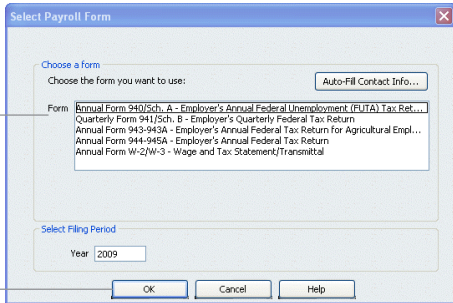 Select Payroll Form
Choose a form
Choose the form you want to use:
Auto-Fill Contact Info...
Form
Annual Form 940/Sch. A - Employer's Annual Federal Unemployment (FUTA) Tax Ret...
Quarterly Form 941/Sch. B - Employer's Quarterly Federal Tax Return
Annual Form 943-943A - Employer's Annual Federal Tax Return for Agricultural Empl...
Annual Form 944-945A - Employer's Annual Federal Tax Return
Annual Form W-2/W-3 - Wage and Tax Statement/Transmittal
Select Filing Period
Year 2009
OK Cancel Help